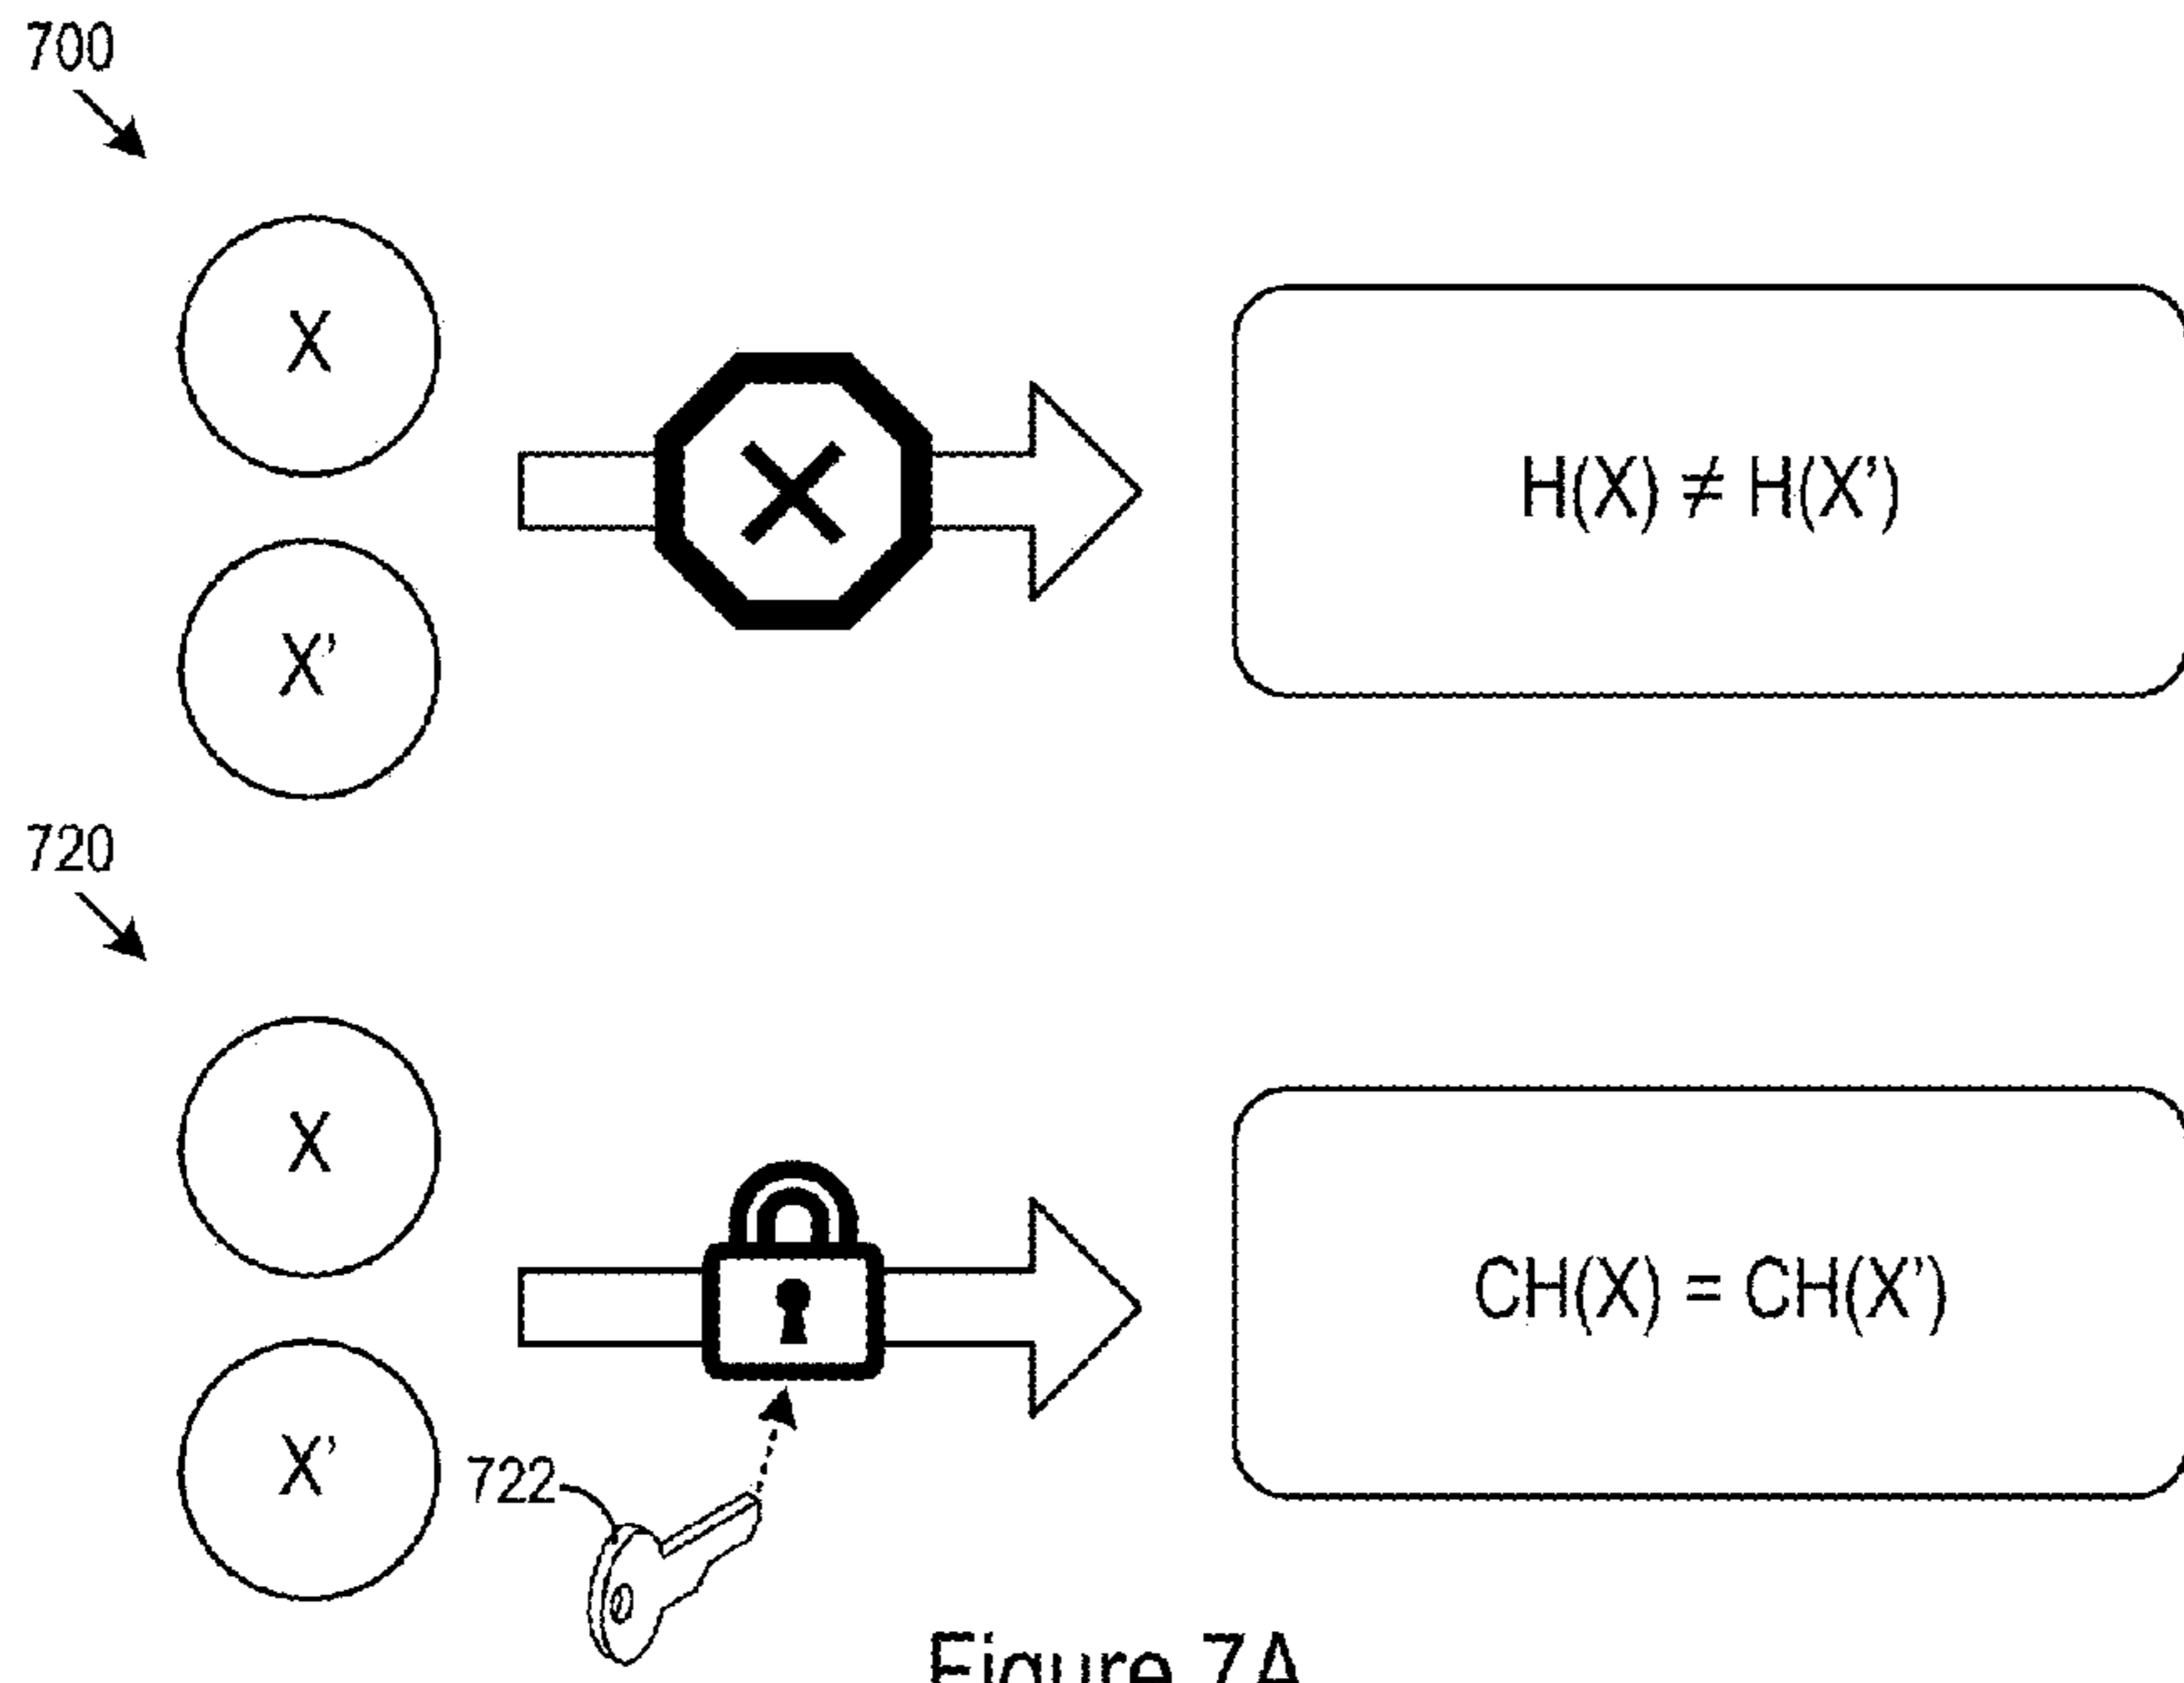 700
X
H(X) ≠ H(X’)
X’
720
X
CH(X) = CH(X’)
X’
722
Figure 7A